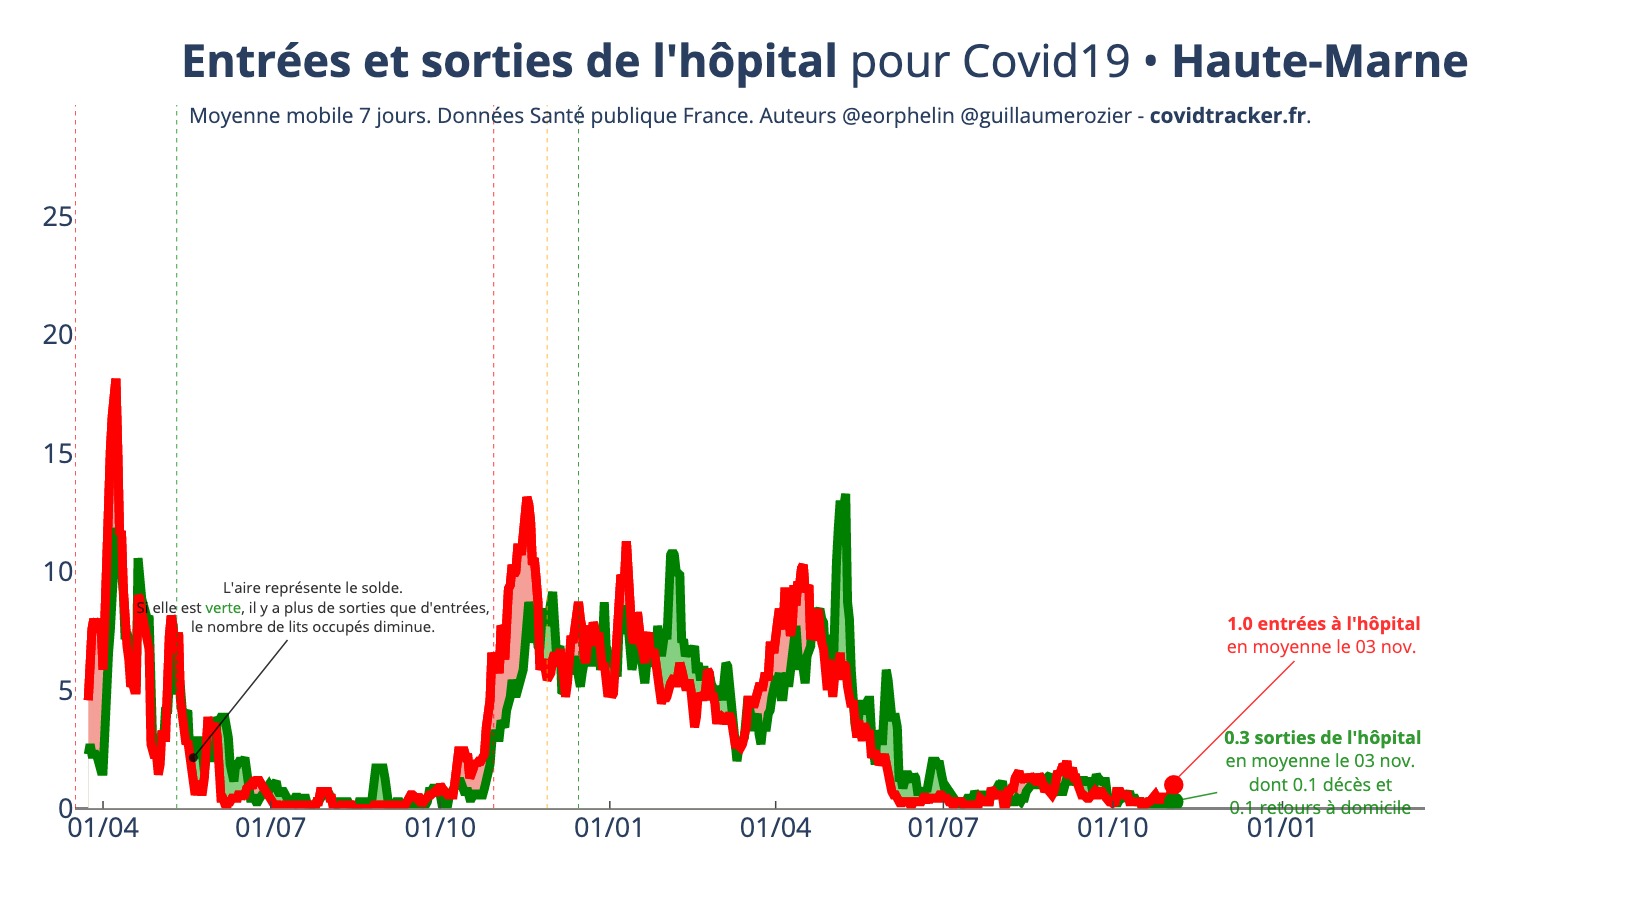 Entrées et sorties de l'hôpital pour Covid19 • Haute-Marne
Moyenne mobile 7 jours. Données Santé publique France. Auteurs @eorphelin @guillaumerozier - covidtracker.fr.
25
20
15
10
5
0
L'aire représente le solde.
Si elle est verte, il y a plus de sorties que d'entrées,
le nombre de lits occupés diminue.
1.0 entrées à l'hôpital
en moyenne le 03 nov.
0.3 sorties de l'hôpital
en moyenne le 03 nov.
dont 0.1 décès et
0.1 retours à domicile
01/04
01/07
01/10
01/01
01/04
01/07
01/10
01/01